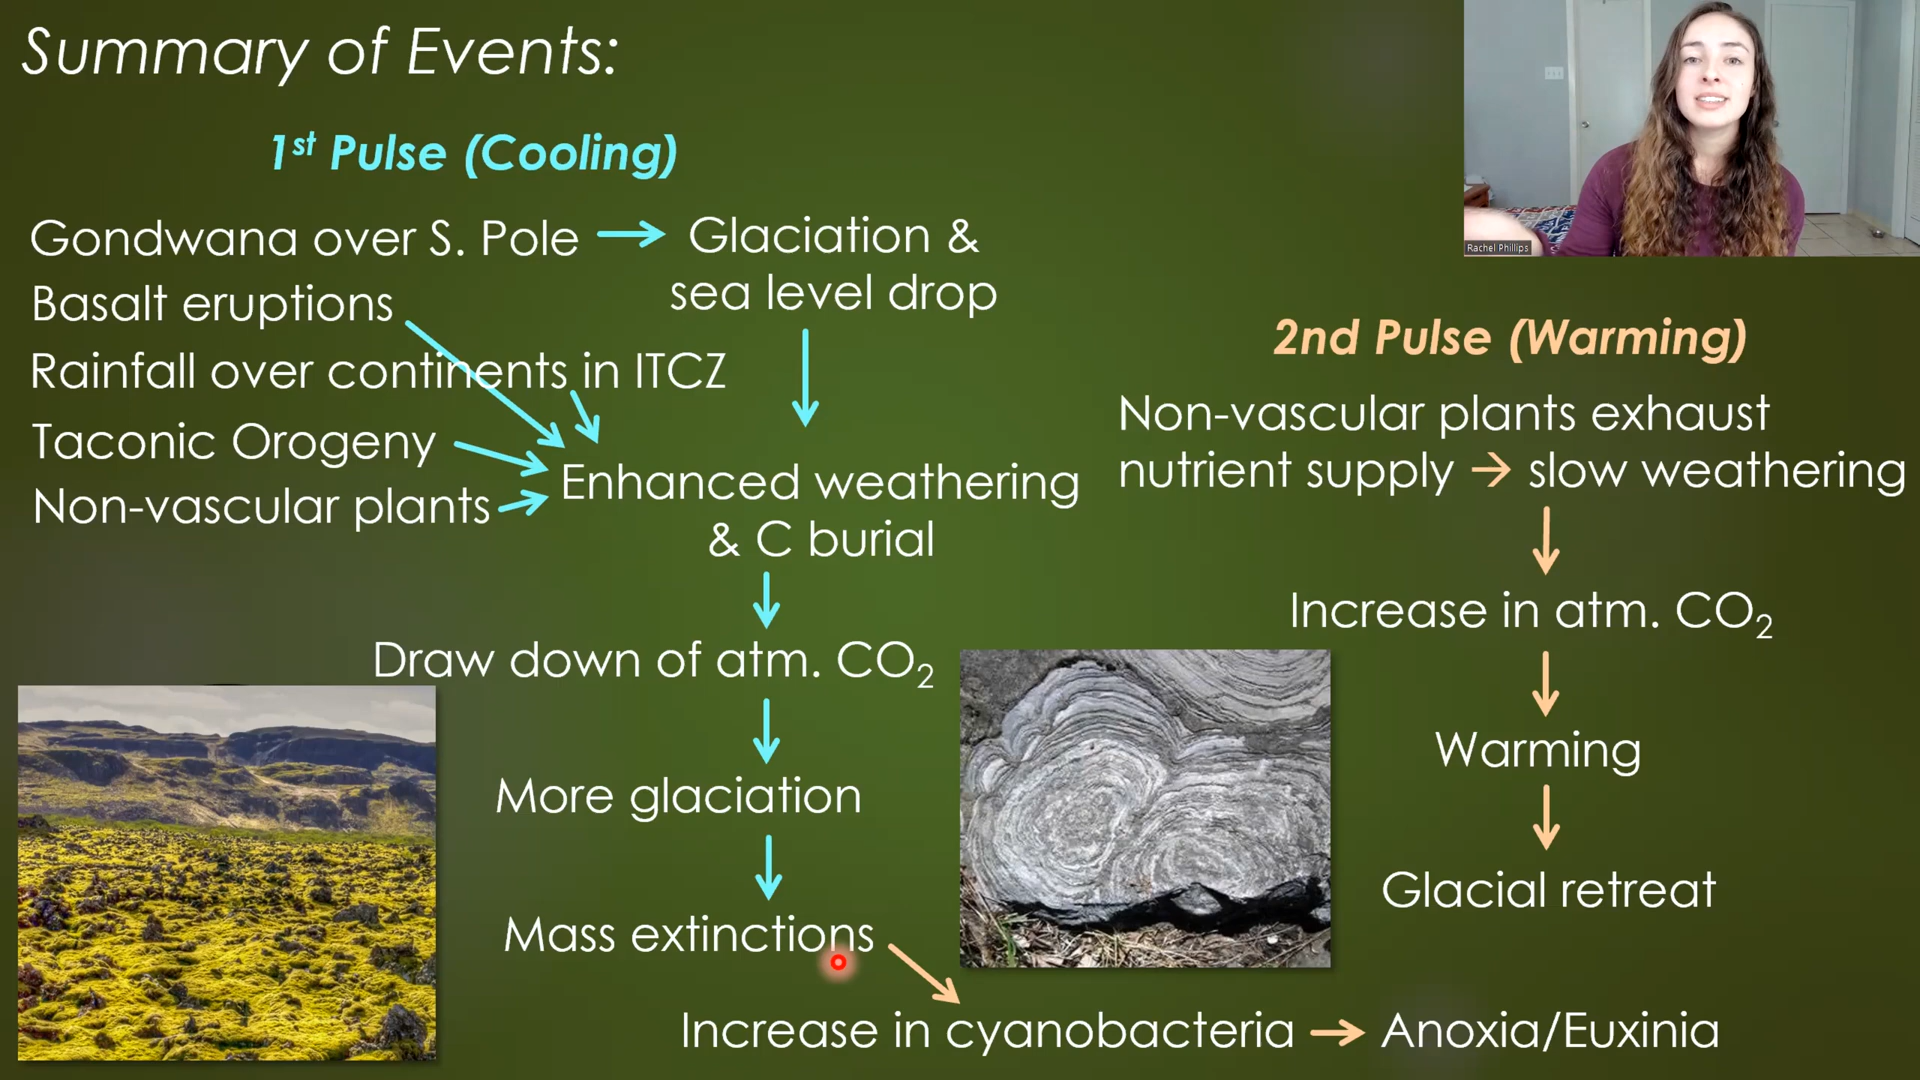 Summary of Events:
1st Pulse (Cooling)
Gondwana over S. Pole → Glaciation &
sea level drop
Basalt eruptions
Rainfall over continents in ITCZ
Taconic Orogeny
Non-vascular plants
Enhanced weathering
& C burial
Draw down of atm. CO₂
More glaciation
Mass extinctions
Increase in cyanobacteria → Anoxia/Euxinia
2nd Pulse (Warming)
Non-vascular plants exhaust
nutrient supply → slow weathering
Increase in atm. CO₂
Warming
Glacial retreat
Rachel Phillips